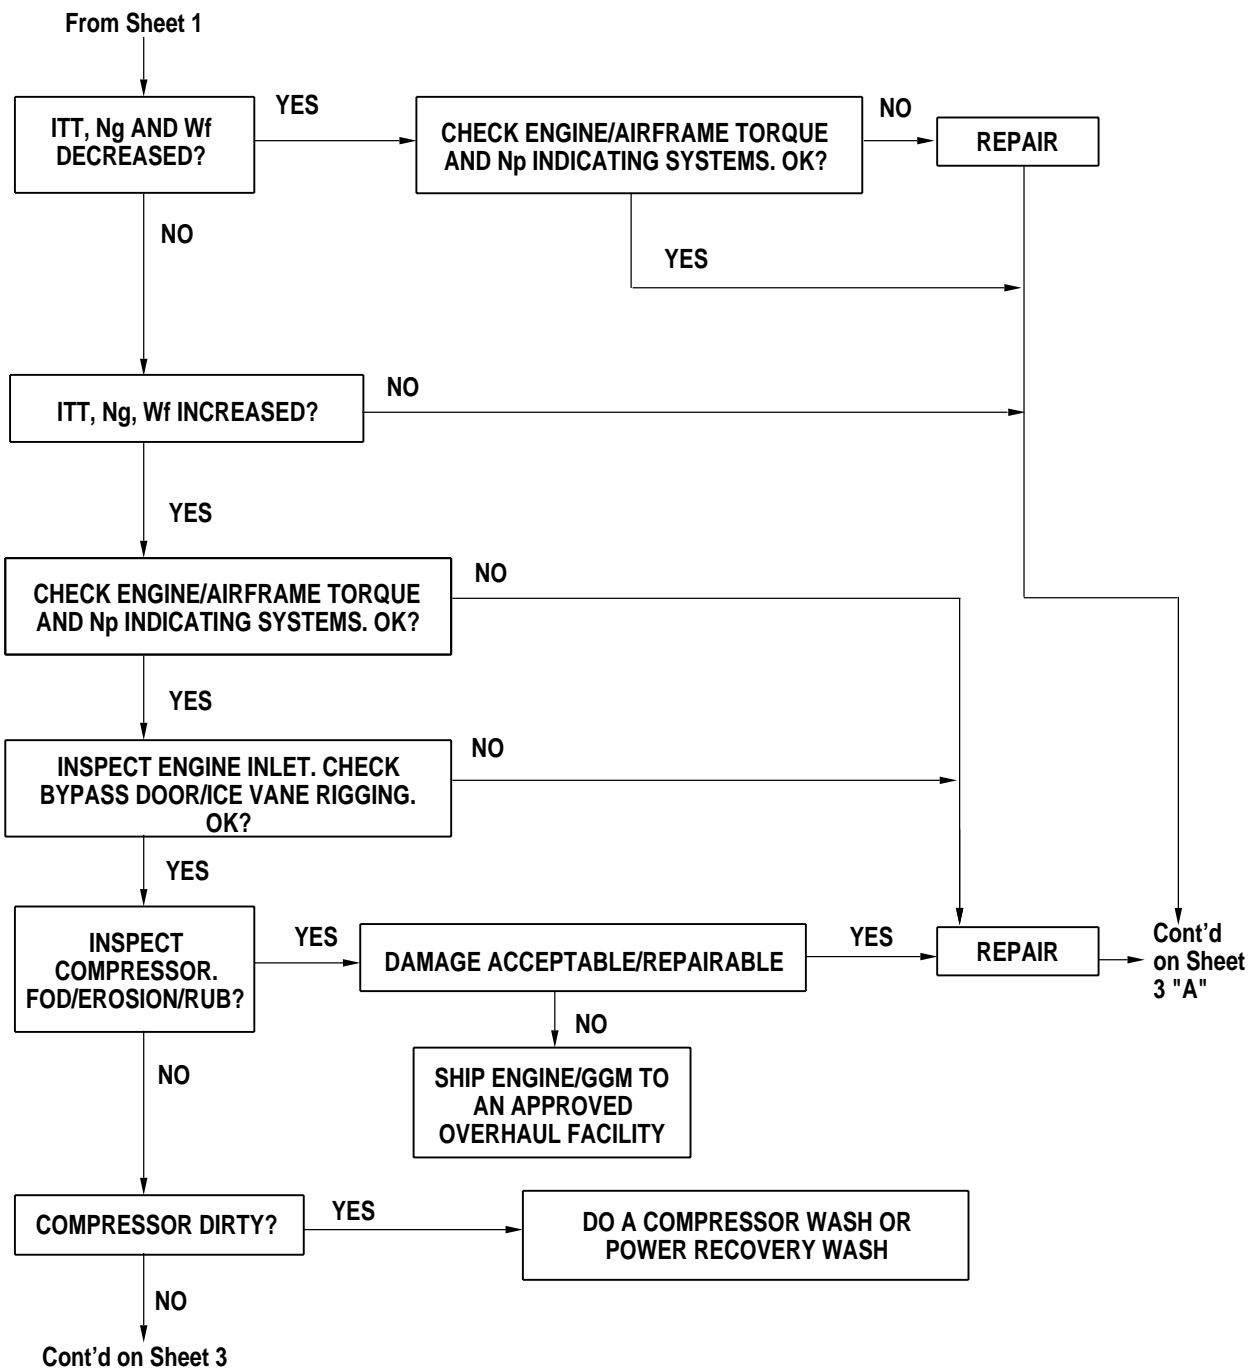 From Sheet 1
ITT, Ng AND Wf
DECREASED?
YES
CHECK ENGINE/AIRFRAME TORQUE
AND Np INDICATING SYSTEMS. OK?
NO
REPAIR
NO
YES
ITT, Ng, Wf INCREASED?
NO
YES
CHECK ENGINE/AIRFRAME TORQUE
AND Np INDICATING SYSTEMS. OK?
NO
YES
INSPECT ENGINE INLET. CHECK
BYPASS DOOR/ICE VANE RIGGING.
OK?
NO
YES
INSPECT
COMPRESSOR.
FOD/EROSION/RUB?
YES
DAMAGE ACCEPTABLE/REPAIRABLE
YES
REPAIR
Cont'd
on Sheet
3 "A"
NO
NO
SHIP ENGINE/GGM TO
AN APPROVED
OVERHAUL FACILITY
COMPRESSOR DIRTY?
YES
DO A COMPRESSOR WASH OR
POWER RECOVERY WASH
NO
Cont'd on Sheet 3